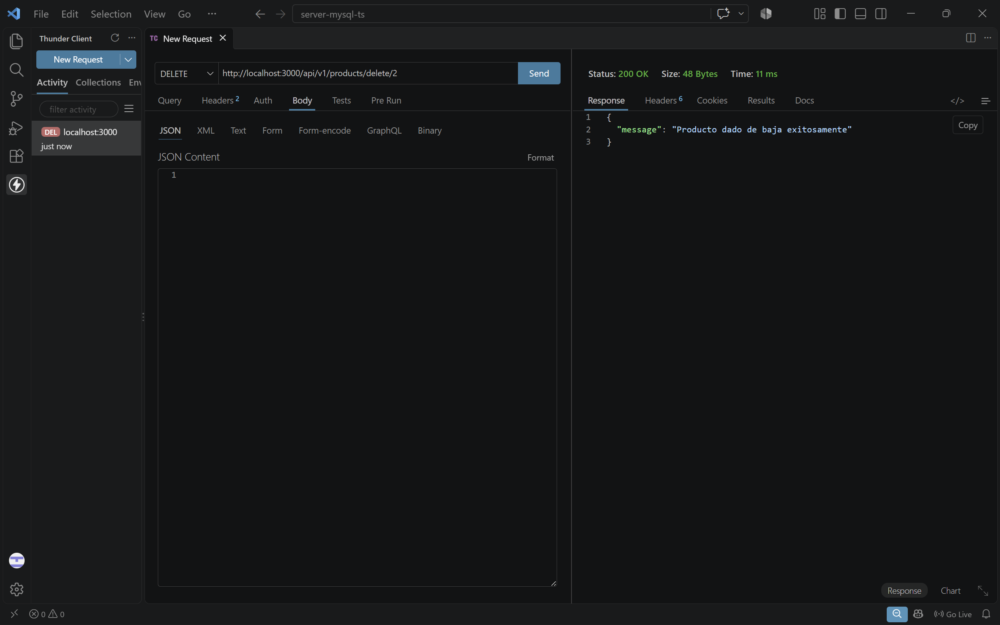 File Edit Selection View Go ···
server-mysql-ts
Thunder Client
New Request
Activity Collections Env
filter activity
DEL localhost:3000
just now
TC New Request
DELETE
http://localhost:3000/api/v1/products/delete/2
Send
Query Headers 2 Auth Body Tests Pre Run
JSON XML Text Form Form-encode GraphQL Binary
JSON Content
Format
1
Status: 200 OK Size: 48 Bytes Time: 11 ms
Response Headers 6 Cookies Results Docs
</>
Copy
1 {
2 "message": "Producto dado de baja exitosamente"
3 }
Response Chart
0 0
Go Live